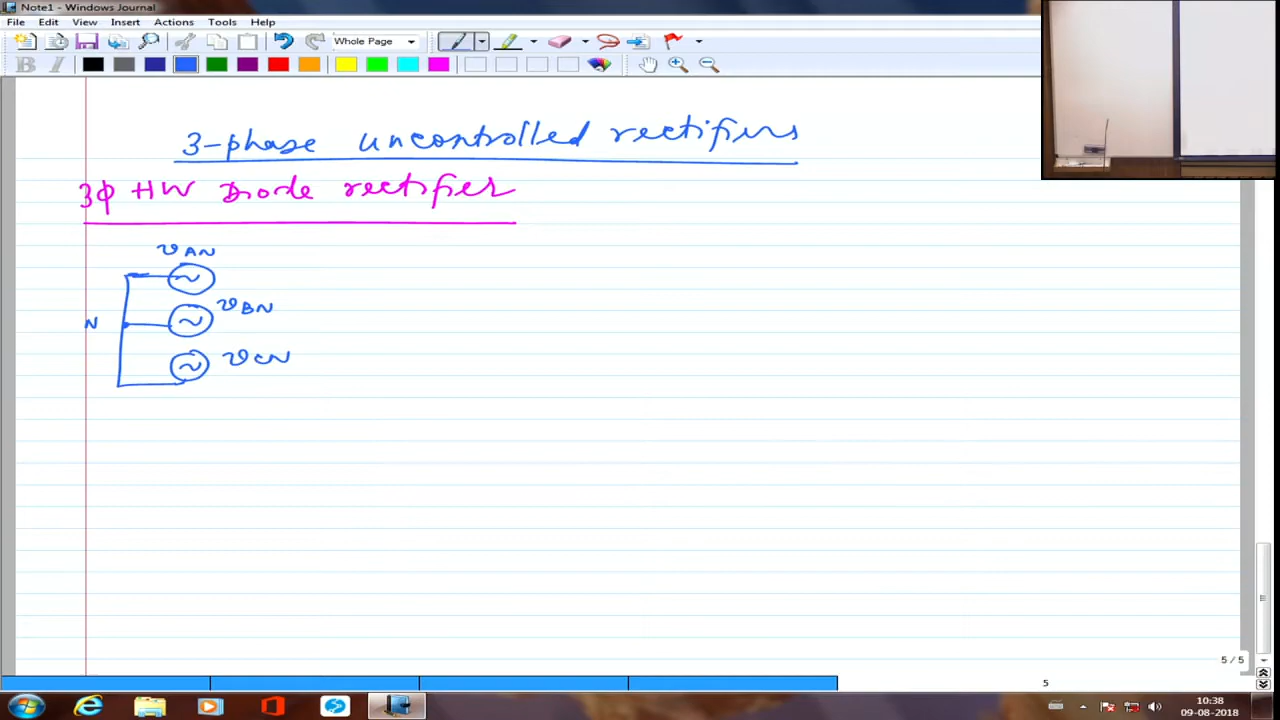 Note1 - Windows Journal
File Edit View Insert Actions Tools Help
Whole Page
B I
3-phase uncontrolled rectifiers
3φ HW Diode rectifier
vAN
vBN
N
vCN
5 / 5
5
10:38
09-08-2018